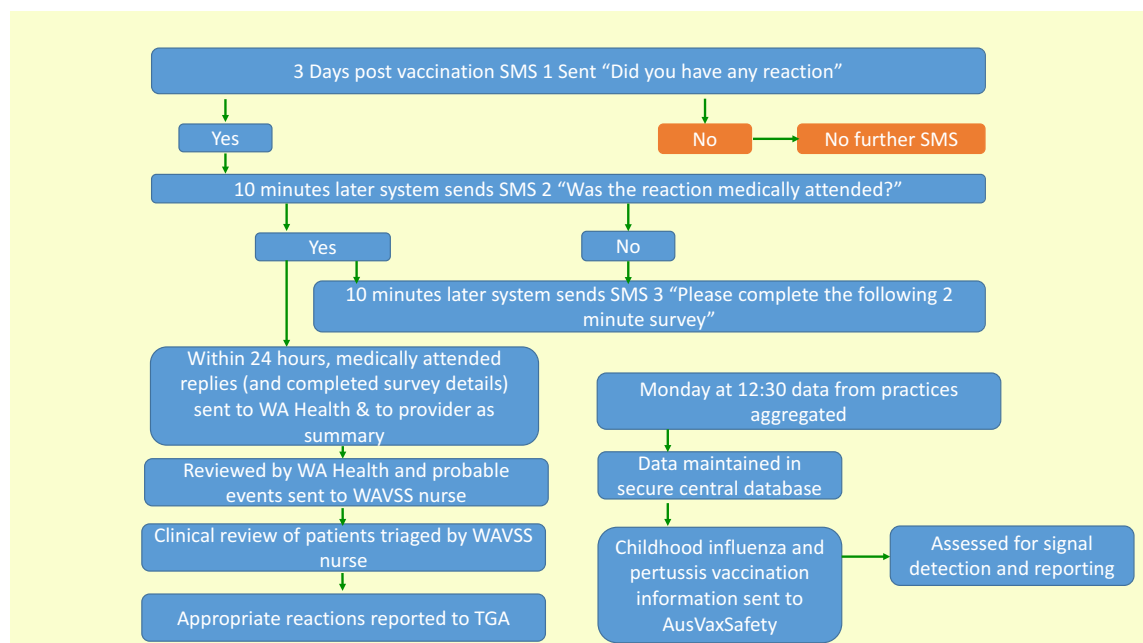 3 Days post vaccination SMS 1 Sent “Did you have any reaction”
Yes
No
No further SMS
10 minutes later system sends SMS 2 “Was the reaction medically attended?”
Yes
No
10 minutes later system sends SMS 3 “Please complete the following 2
minute survey”
Within 24 hours, medically attended
replies (and completed survey details)
sent to WA Health & to provider as
summary
Reviewed by WA Health and probable
events sent to WAVSS nurse
Clinical review of patients triaged by WAVSS
nurse
Appropriate reactions reported to TGA
Monday at 12:30 data from practices
aggregated
Data maintained in
secure central database
Childhood influenza and
pertussis vaccination
information sent to
AusVaxSafety
Assessed for signal
detection and reporting